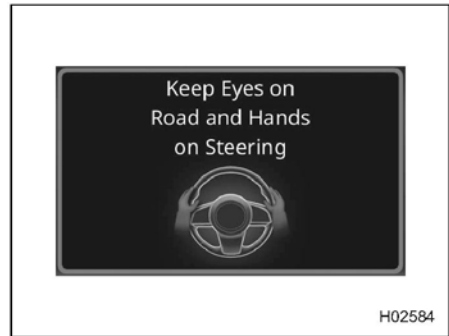 Keep Eyes on
Road and Hands
on Steering
H02584